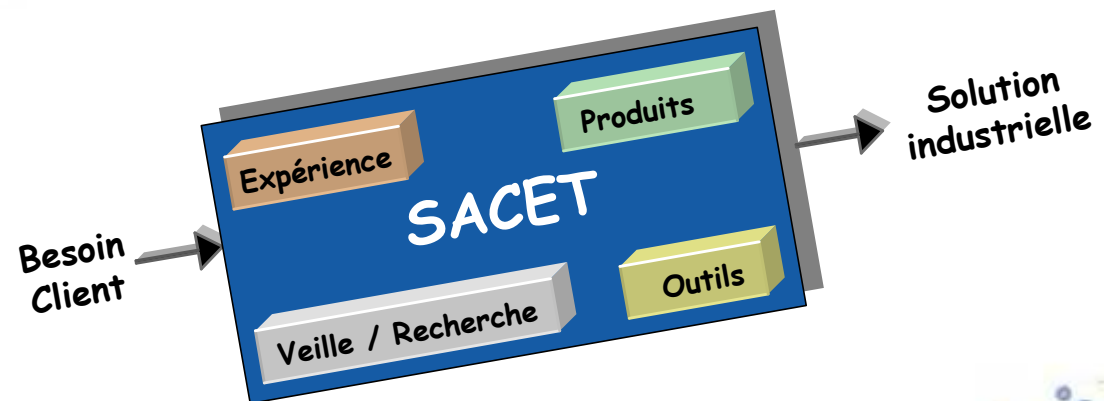 Besoin
Client
Expérience
Produits
SACET
Veille / Recherche
Outils
Solution
industrielle